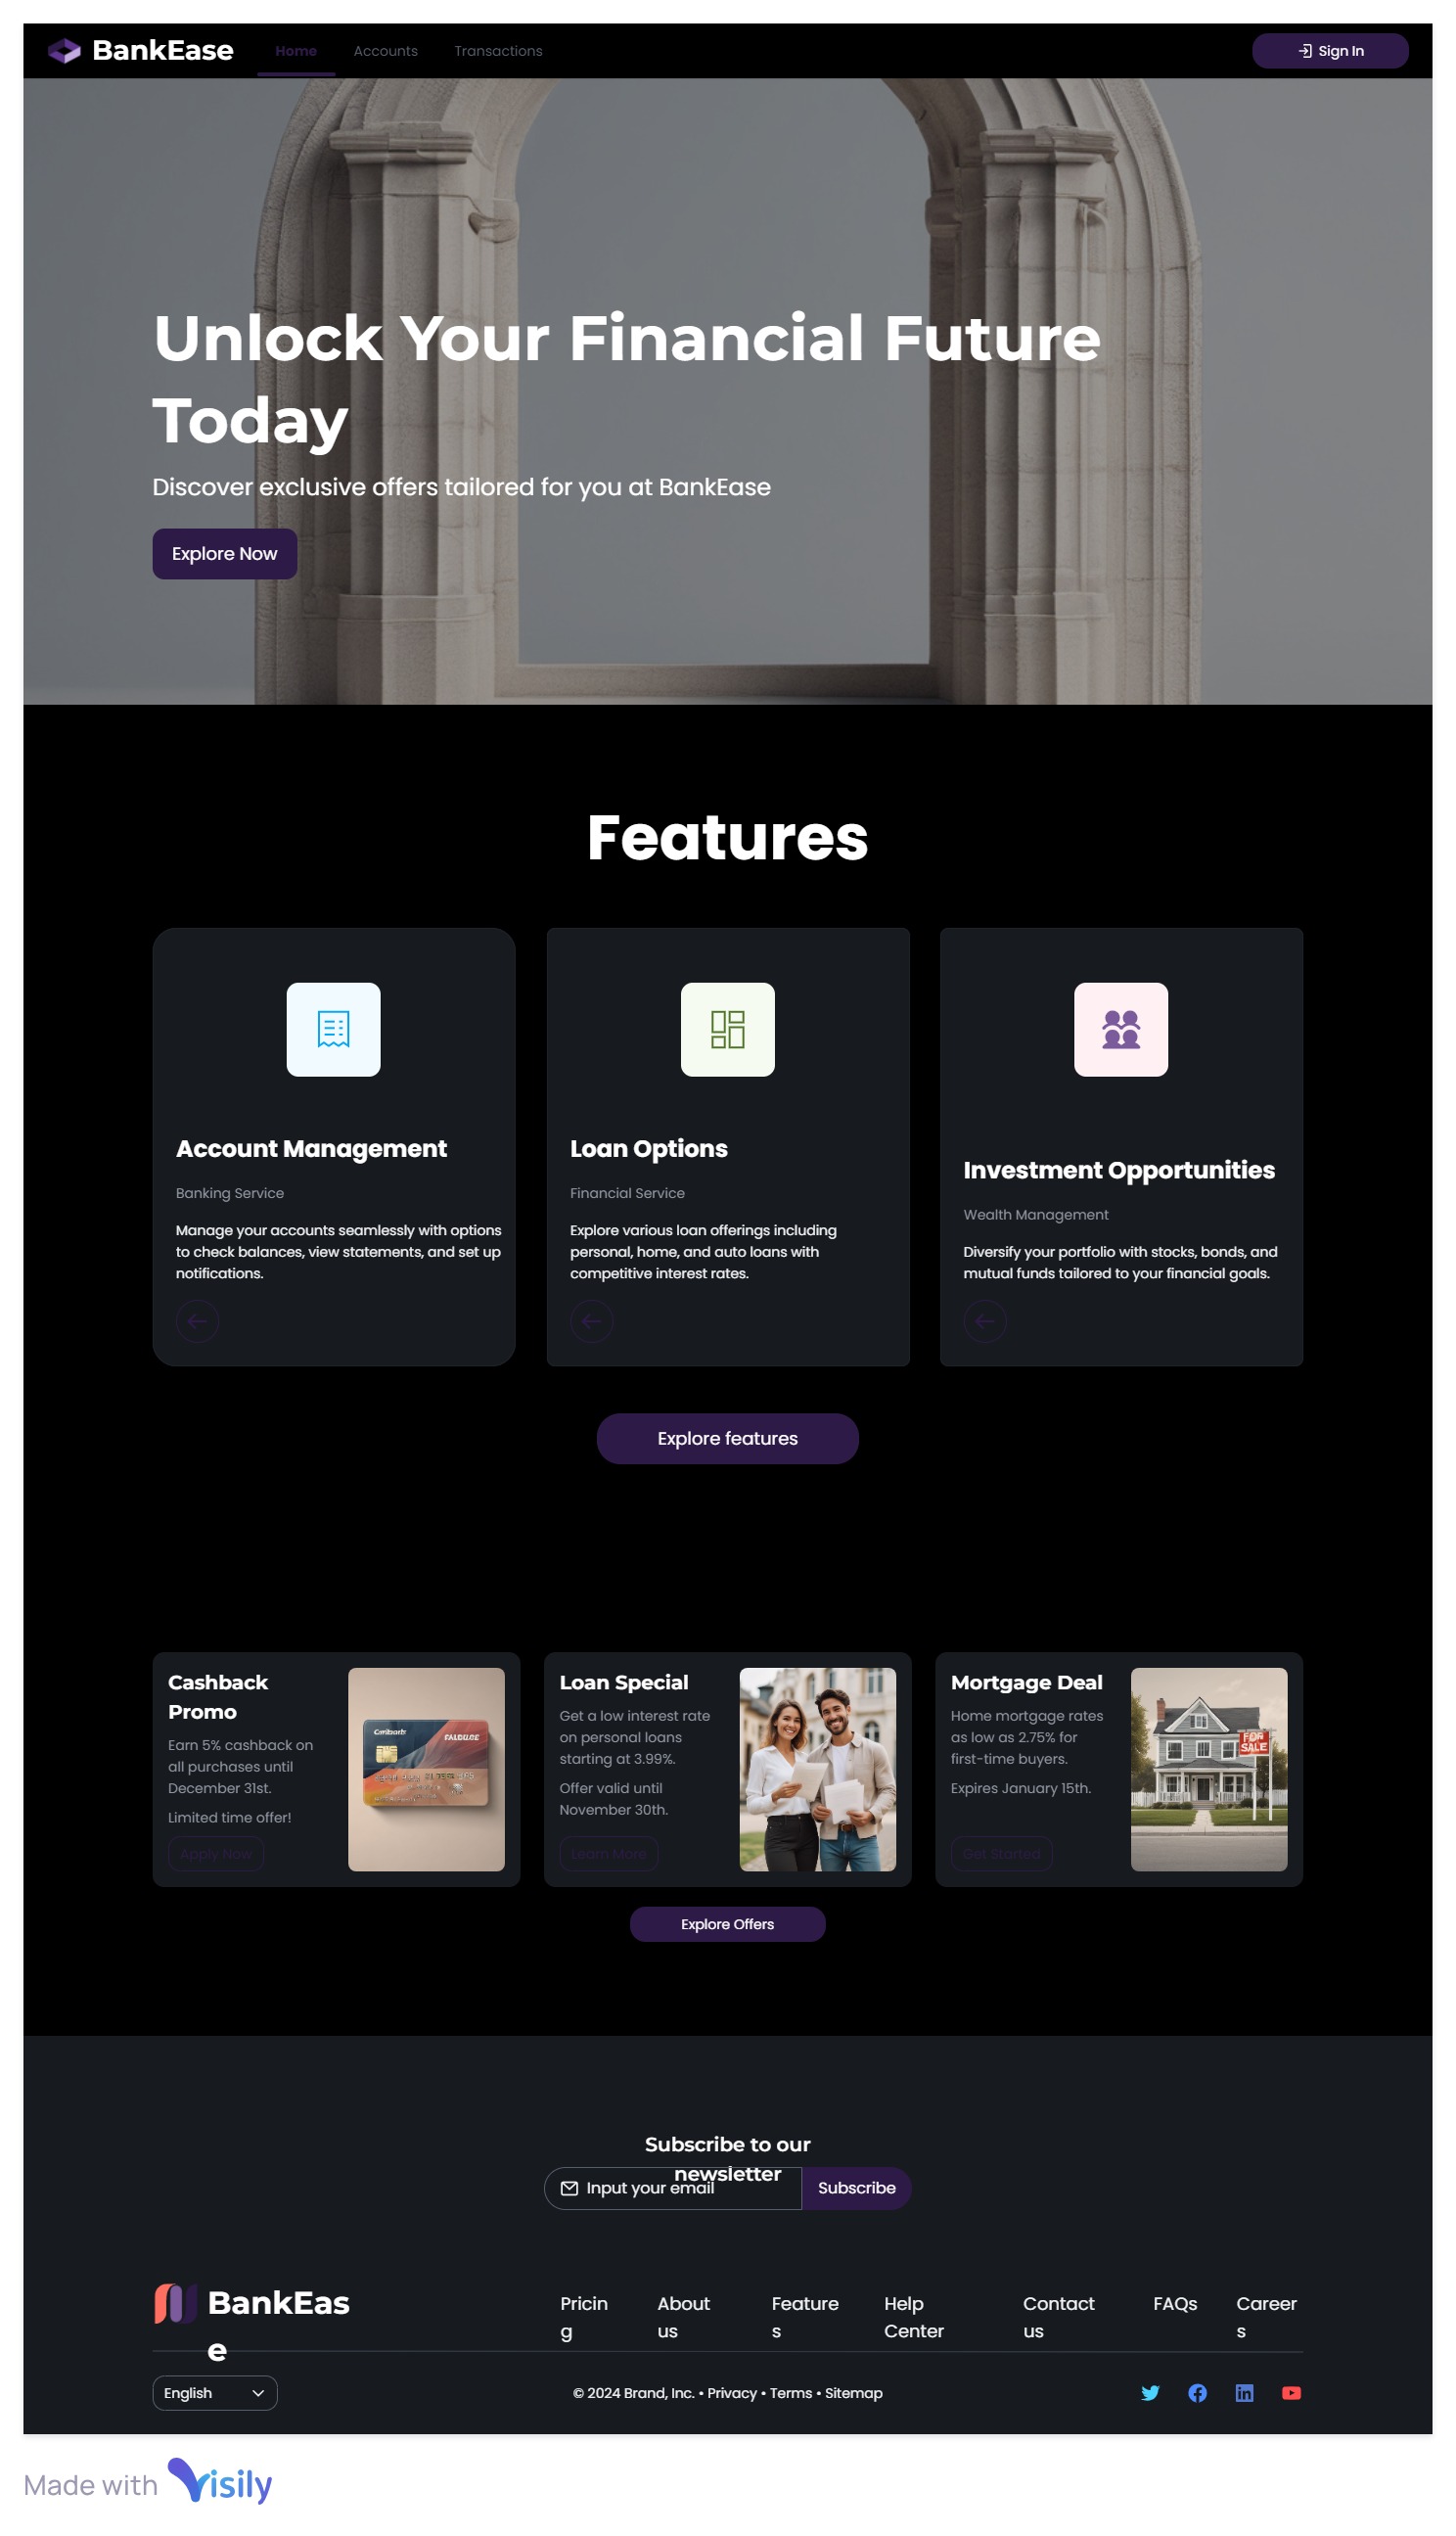 BankEase
Home
Accounts
Transactions
Sign In
Unlock Your Financial Future
Today
Discover exclusive offers tailored for you at BankEase
Explore Now
Features
Account Management
Banking Service
Manage your accounts seamlessly with options
to check balances, view statements, and set up
notifications.
Loan Options
Financial Service
Explore various loan offerings including
personal, home, and auto loans with
competitive interest rates.
Investment Opportunities
Wealth Management
Diversify your portfolio with stocks, bonds, and
mutual funds tailored to your financial goals.
Explore features
Cashback
Promo
Earn 5% cashback on
all purchases until
December 31st.
Limited time offer!
Apply Now
Loan Special
Get a low interest rate
on personal loans
starting at 3.99%.
Offer valid until
November 30th.
Learn More
Mortgage Deal
Home mortgage rates
as low as 2.75% for
first-time buyers.
Expires January 15th.
Get Started
FOR
SALE
Explore Offers
Subscribe to our
newsletter
Input your email
Subscribe
BankEas
e
Pricin
g
About
us
Feature
s
Help
Center
Contact
us
FAQs
Career
s
English
© 2024 Brand, Inc. • Privacy • Terms • Sitemap
Made with Visily